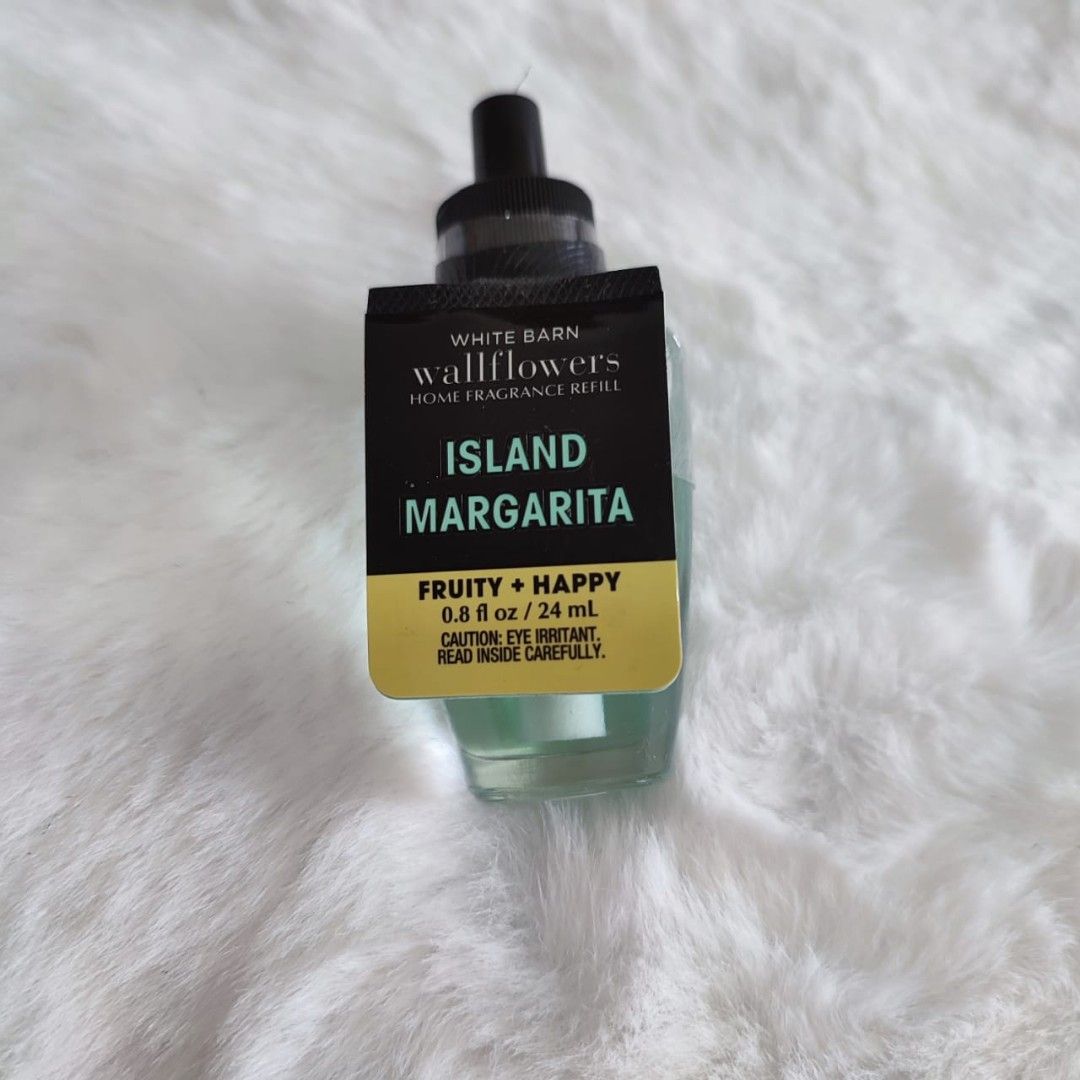 WHITE BARN
wallflowers
HOME FRAGRANCE REFILL
ISLAND
MARGARITA
FRUITY + HAPPY
0.8 fl oz / 24 mL
CAUTION: EYE IRRITANT.
READ INSIDE CAREFULLY.